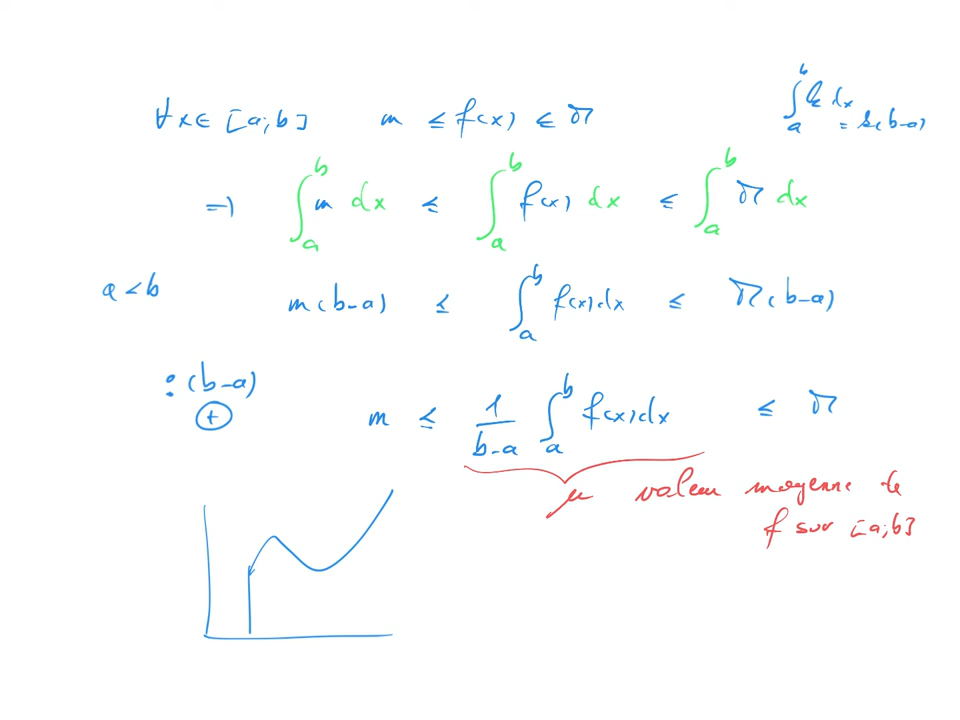 ∀x∈ [a;b] m ≤ f(x) ≤ M
∫_a^b k dx
= k(b-a)
=> ∫_a^b m dx ≤ ∫_a^b f(x) dx ≤ ∫_a^b M dx
a < b m(b-a) ≤ ∫_a^b f(x) dx ≤ M(b-a)
: (b-a)
(+) m ≤ 1/(b-a) ∫_a^b f(x) dx ≤ M
μ valeur moyenne de
f sur [a;b]